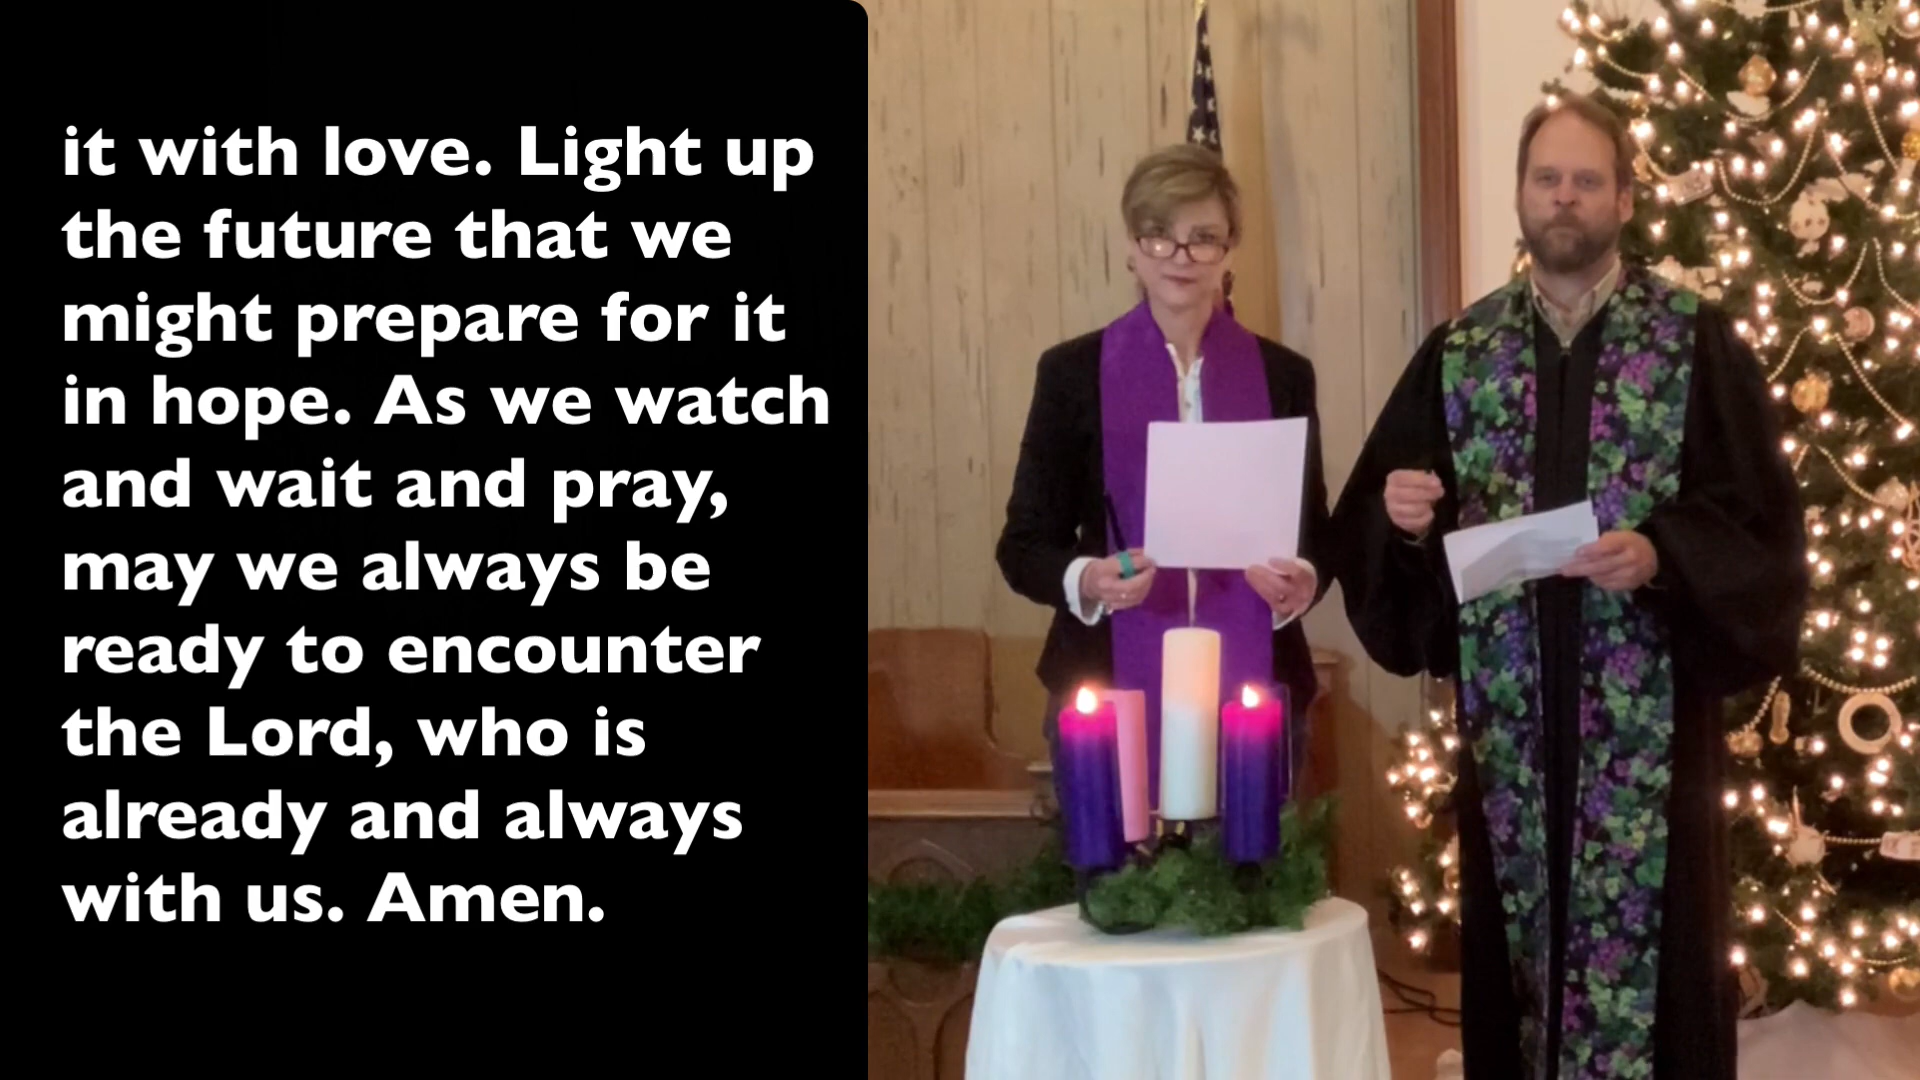 it with love. Light up
the future that we
might prepare for it
in hope. As we watch
and wait and pray,
may we always be
ready to encounter
the Lord, who is
already and always
with us. Amen.